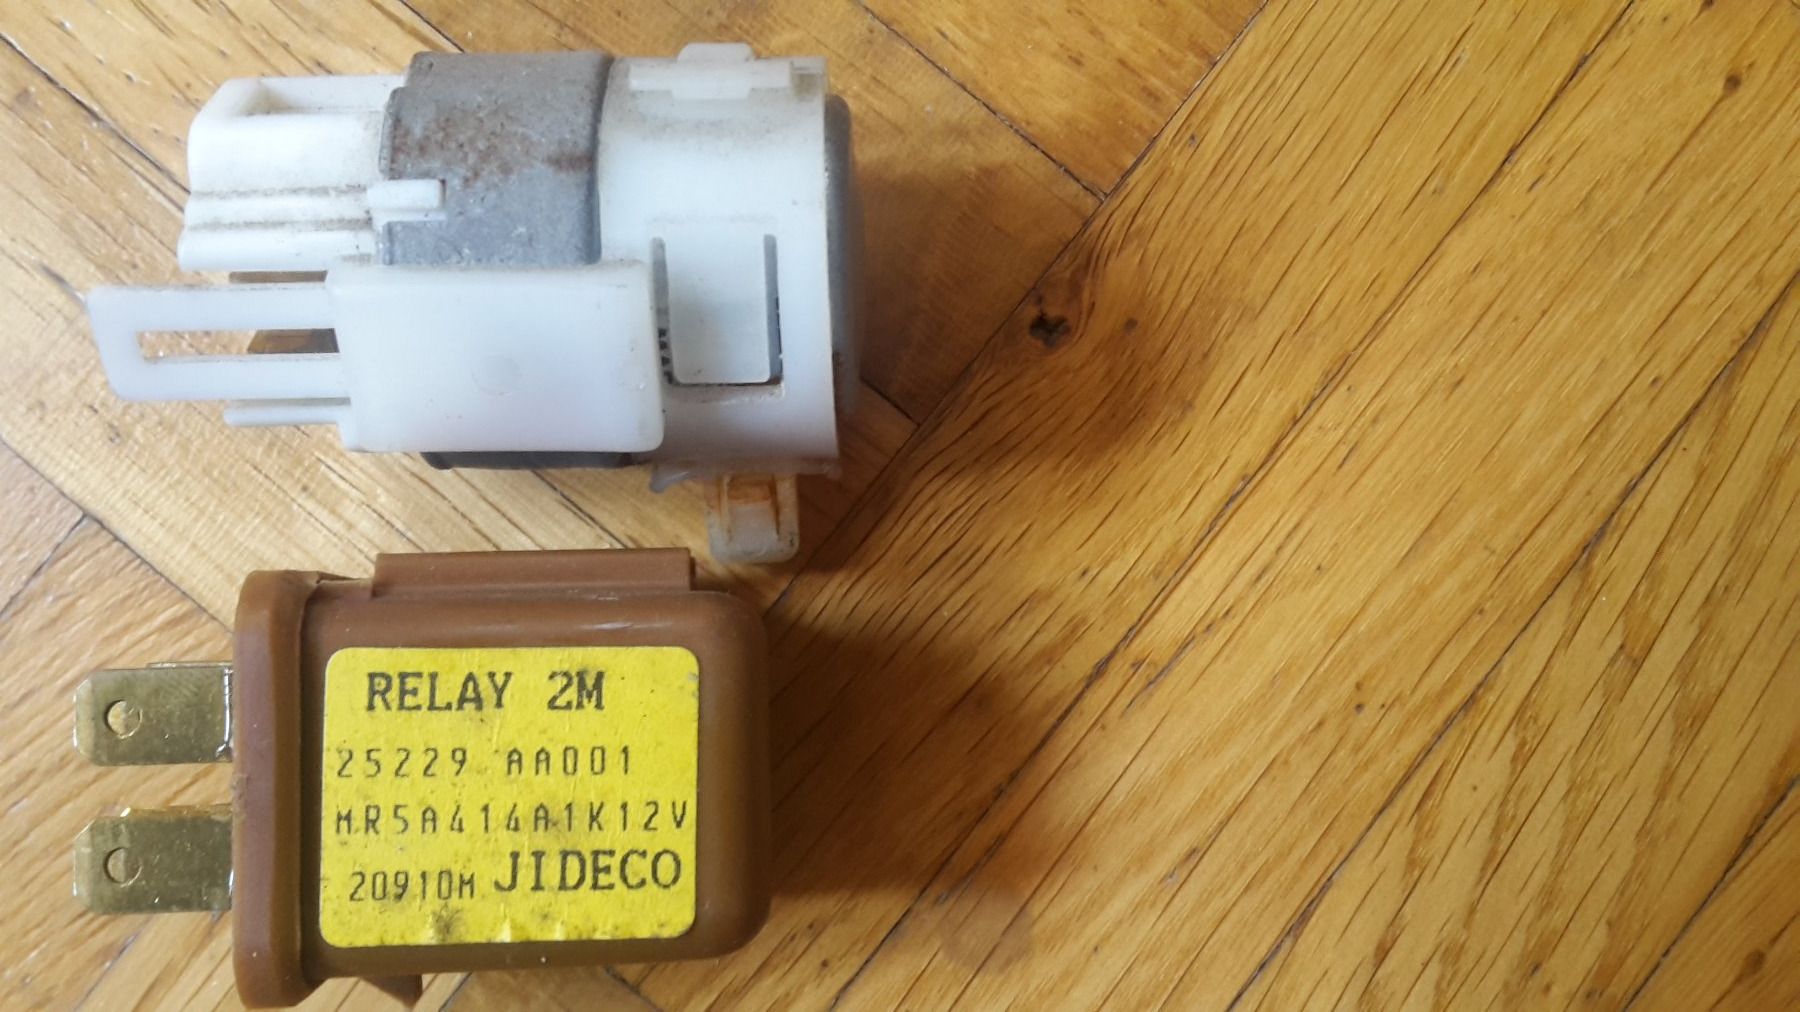 RELAY 2M
25229 AA001
MR5A414A1K12V
20910M JIDECO